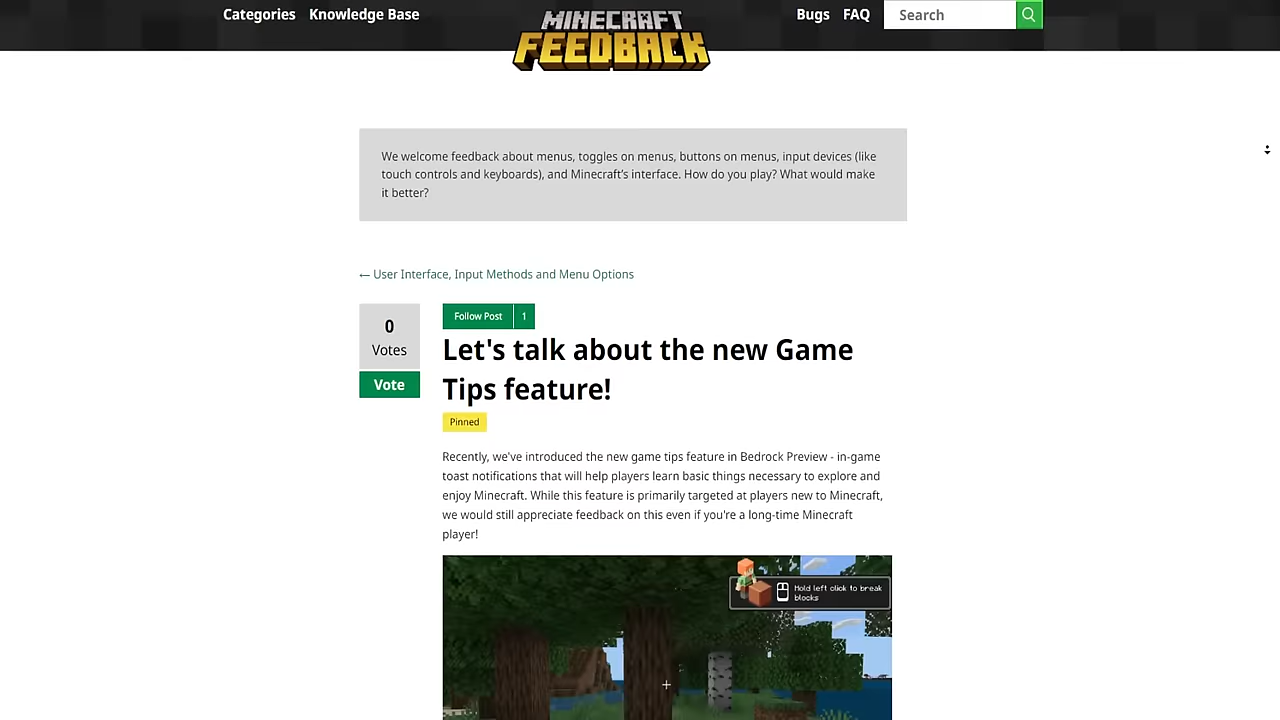 Categories Knowledge Base
MINECRAFT
FEEDBACK
Bugs FAQ Search
We welcome feedback about menus, toggles on menus, buttons on menus, input devices (like
touch controls and keyboards), and Minecraft's interface. How do you play? What would make
it better?
← User Interface, Input Methods and Menu Options
0
Votes
Vote
Follow Post 1
Let's talk about the new Game
Tips feature!
Pinned
Recently, we've introduced the new game tips feature in Bedrock Preview - in-game
toast notifications that will help players learn basic things necessary to explore and
enjoy Minecraft. While this feature is primarily targeted at players new to Minecraft,
we would still appreciate feedback on this even if you're a long-time Minecraft
player!
Hold left click to break
blocks